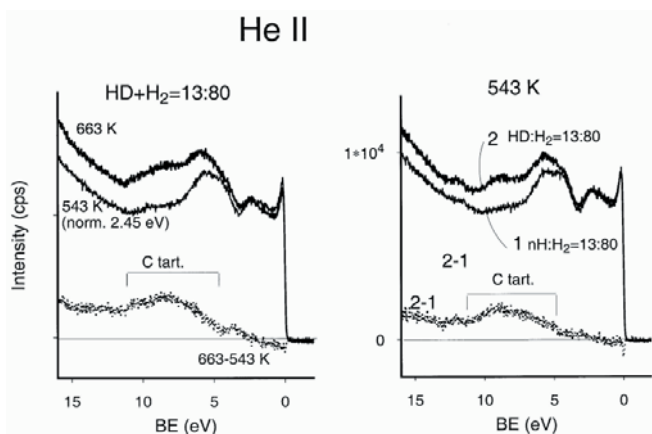 He II
HD+H2=13:80
663 K
543 K
(norm. 2.45 eV)
C tart.
663-543 K
Intensity (cps)
15 10 5 0
BE (eV)
543 K
1*10⁴
2 HD:H2=13:80
1 nH:H2=13:80
2-1
C tart.
2-1
0
15 10 5 0
BE (eV)